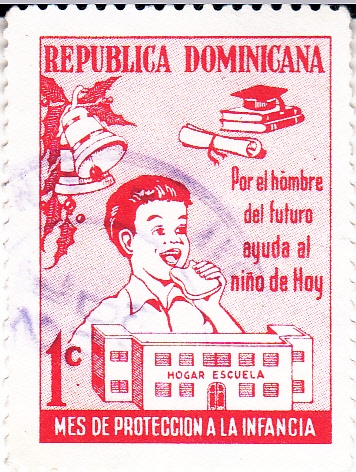 REPUBLICA DOMINICANA
Por el hombre
del futuro
ayuda al
niño de Hoy
1c
HOGAR ESCUELA
MES DE PROTECCION A LA INFANCIA